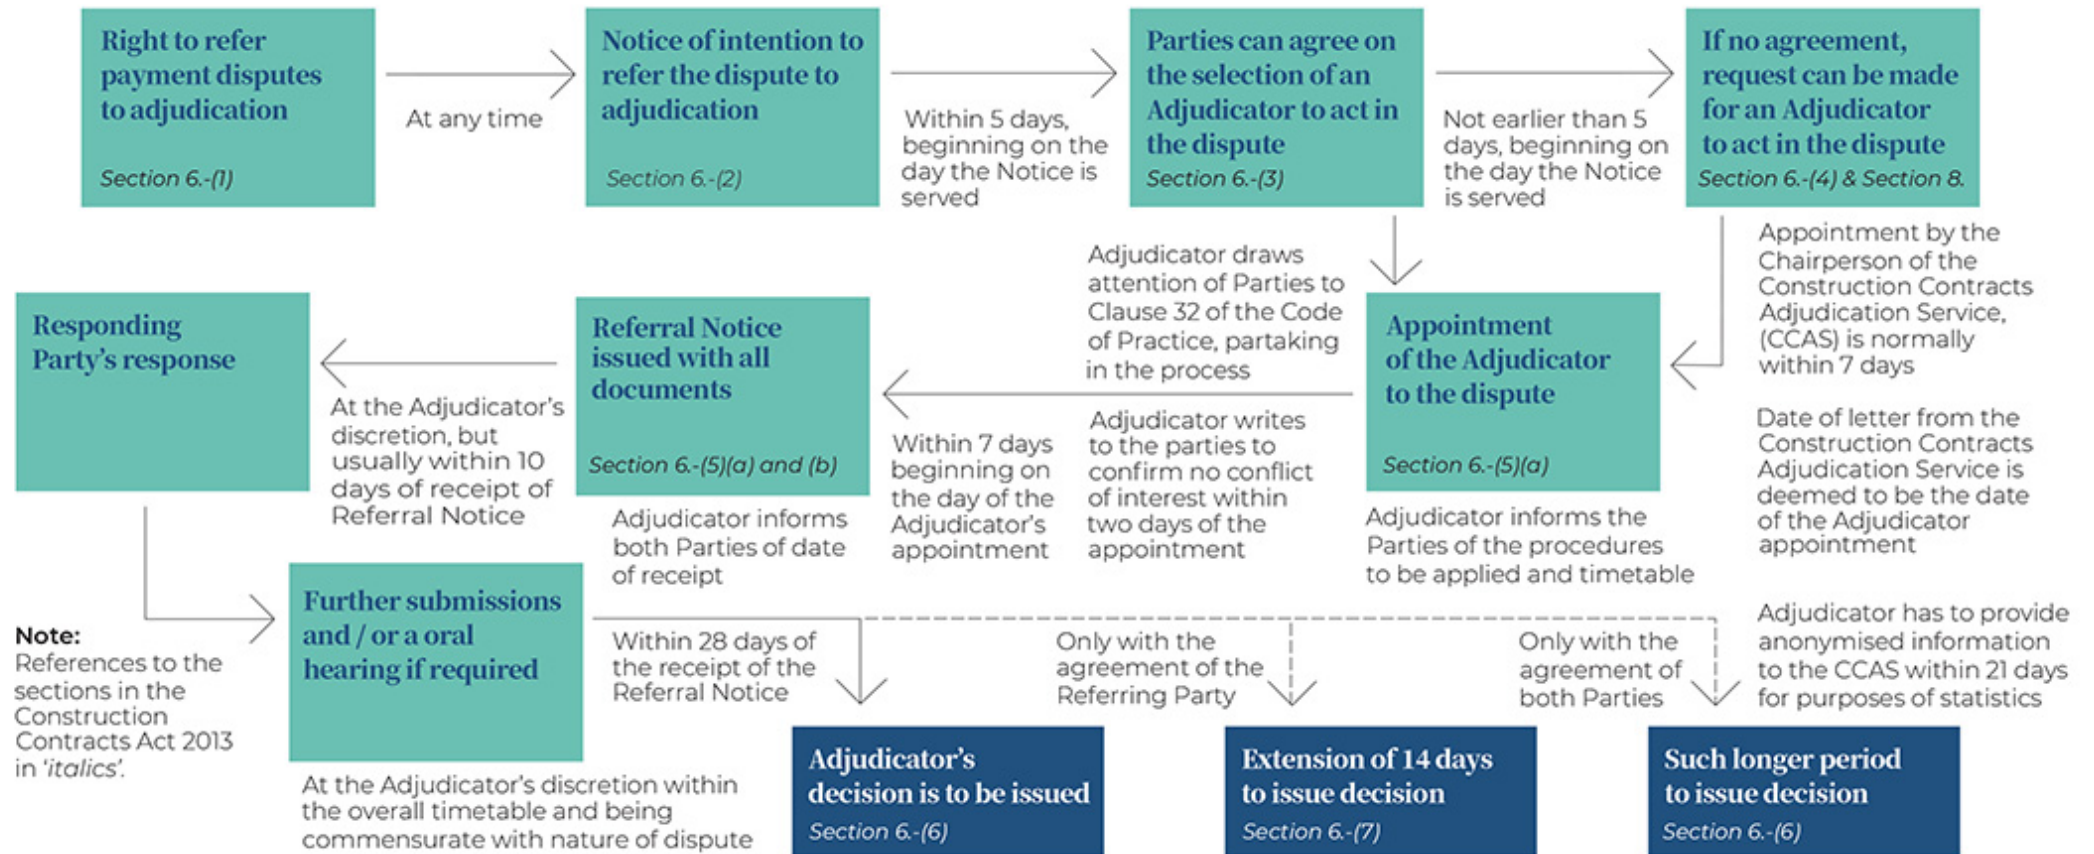 Right to refer
payment disputes
to adjudication
Section 6.-(1)
At any time
Notice of intention to
refer the dispute to
adjudication
Section 6.-(2)
Within 5 days,
beginning on the
day the Notice is
served
Parties can agree on
the selection of an
Adjudicator to act in
the dispute
Section 6.-(3)
Not earlier than 5
days, beginning on
the day the Notice
is served
If no agreement,
request can be made
for an Adjudicator
to act in the dispute
Section 6.-(4) & Section 8.
Appointment by the
Chairperson of the
Construction Contracts
Adjudication Service,
(CCAS) is normally
within 7 days
Date of letter from the
Construction Contracts
Adjudication Service is
deemed to be the date
of the Adjudicator
appointment
Appointment
of the Adjudicator
to the dispute
Section 6.-(5)(a)
Adjudicator informs the
Parties of the procedures
to be applied and timetable
Adjudicator draws
attention of Parties to
Clause 32 of the Code
of Practice, partaking
in the process
Adjudicator writes
to the parties to
confirm no conflict
of interest within
two days of the
appointment
Within 7 days
beginning on
the day of the
Adjudicator's
appointment
Referral Notice
issued with all
documents
Section 6.-(5)(a) and (b)
Adjudicator informs
both Parties of date
of receipt
At the Adjudicator's
discretion, but
usually within 10
days of receipt of
Referral Notice
Responding
Party's response
Further submissions
and / or a oral
hearing if required
At the Adjudicator's discretion within
the overall timetable and being
commensurate with nature of dispute
Within 28 days of
the receipt of the
Referral Notice
Adjudicator's
decision is to be issued
Section 6.-(6)
Only with the
agreement of the
Referring Party
Extension of 14 days
to issue decision
Section 6.-(7)
Only with the
agreement of
both Parties
Such longer period
to issue decision
Section 6.-(6)
Adjudicator has to provide
anonymised information
to the CCAS within 21 days
for purposes of statistics
Note:
References to the
sections in the
Construction
Contracts Act 2013
in 'italics'.